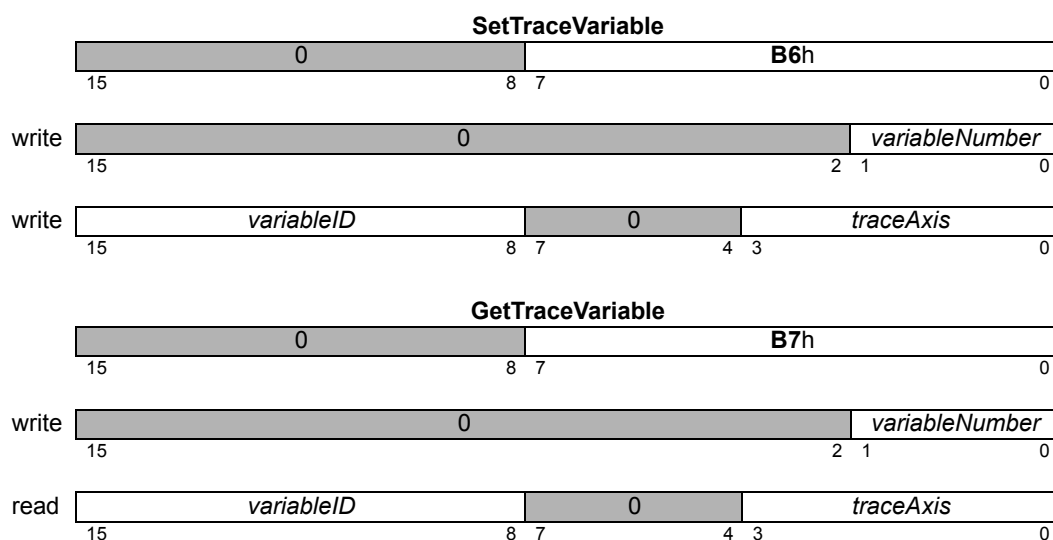 SetTraceVariable
0 B6h
15 8 7 0
write 0 variableNumber
15 2 1 0
write variableID 0 traceAxis
15 8 7 4 3 0
GetTraceVariable
0 B7h
15 8 7 0
write 0 variableNumber
15 2 1 0
read variableID 0 traceAxis
15 8 7 4 3 0